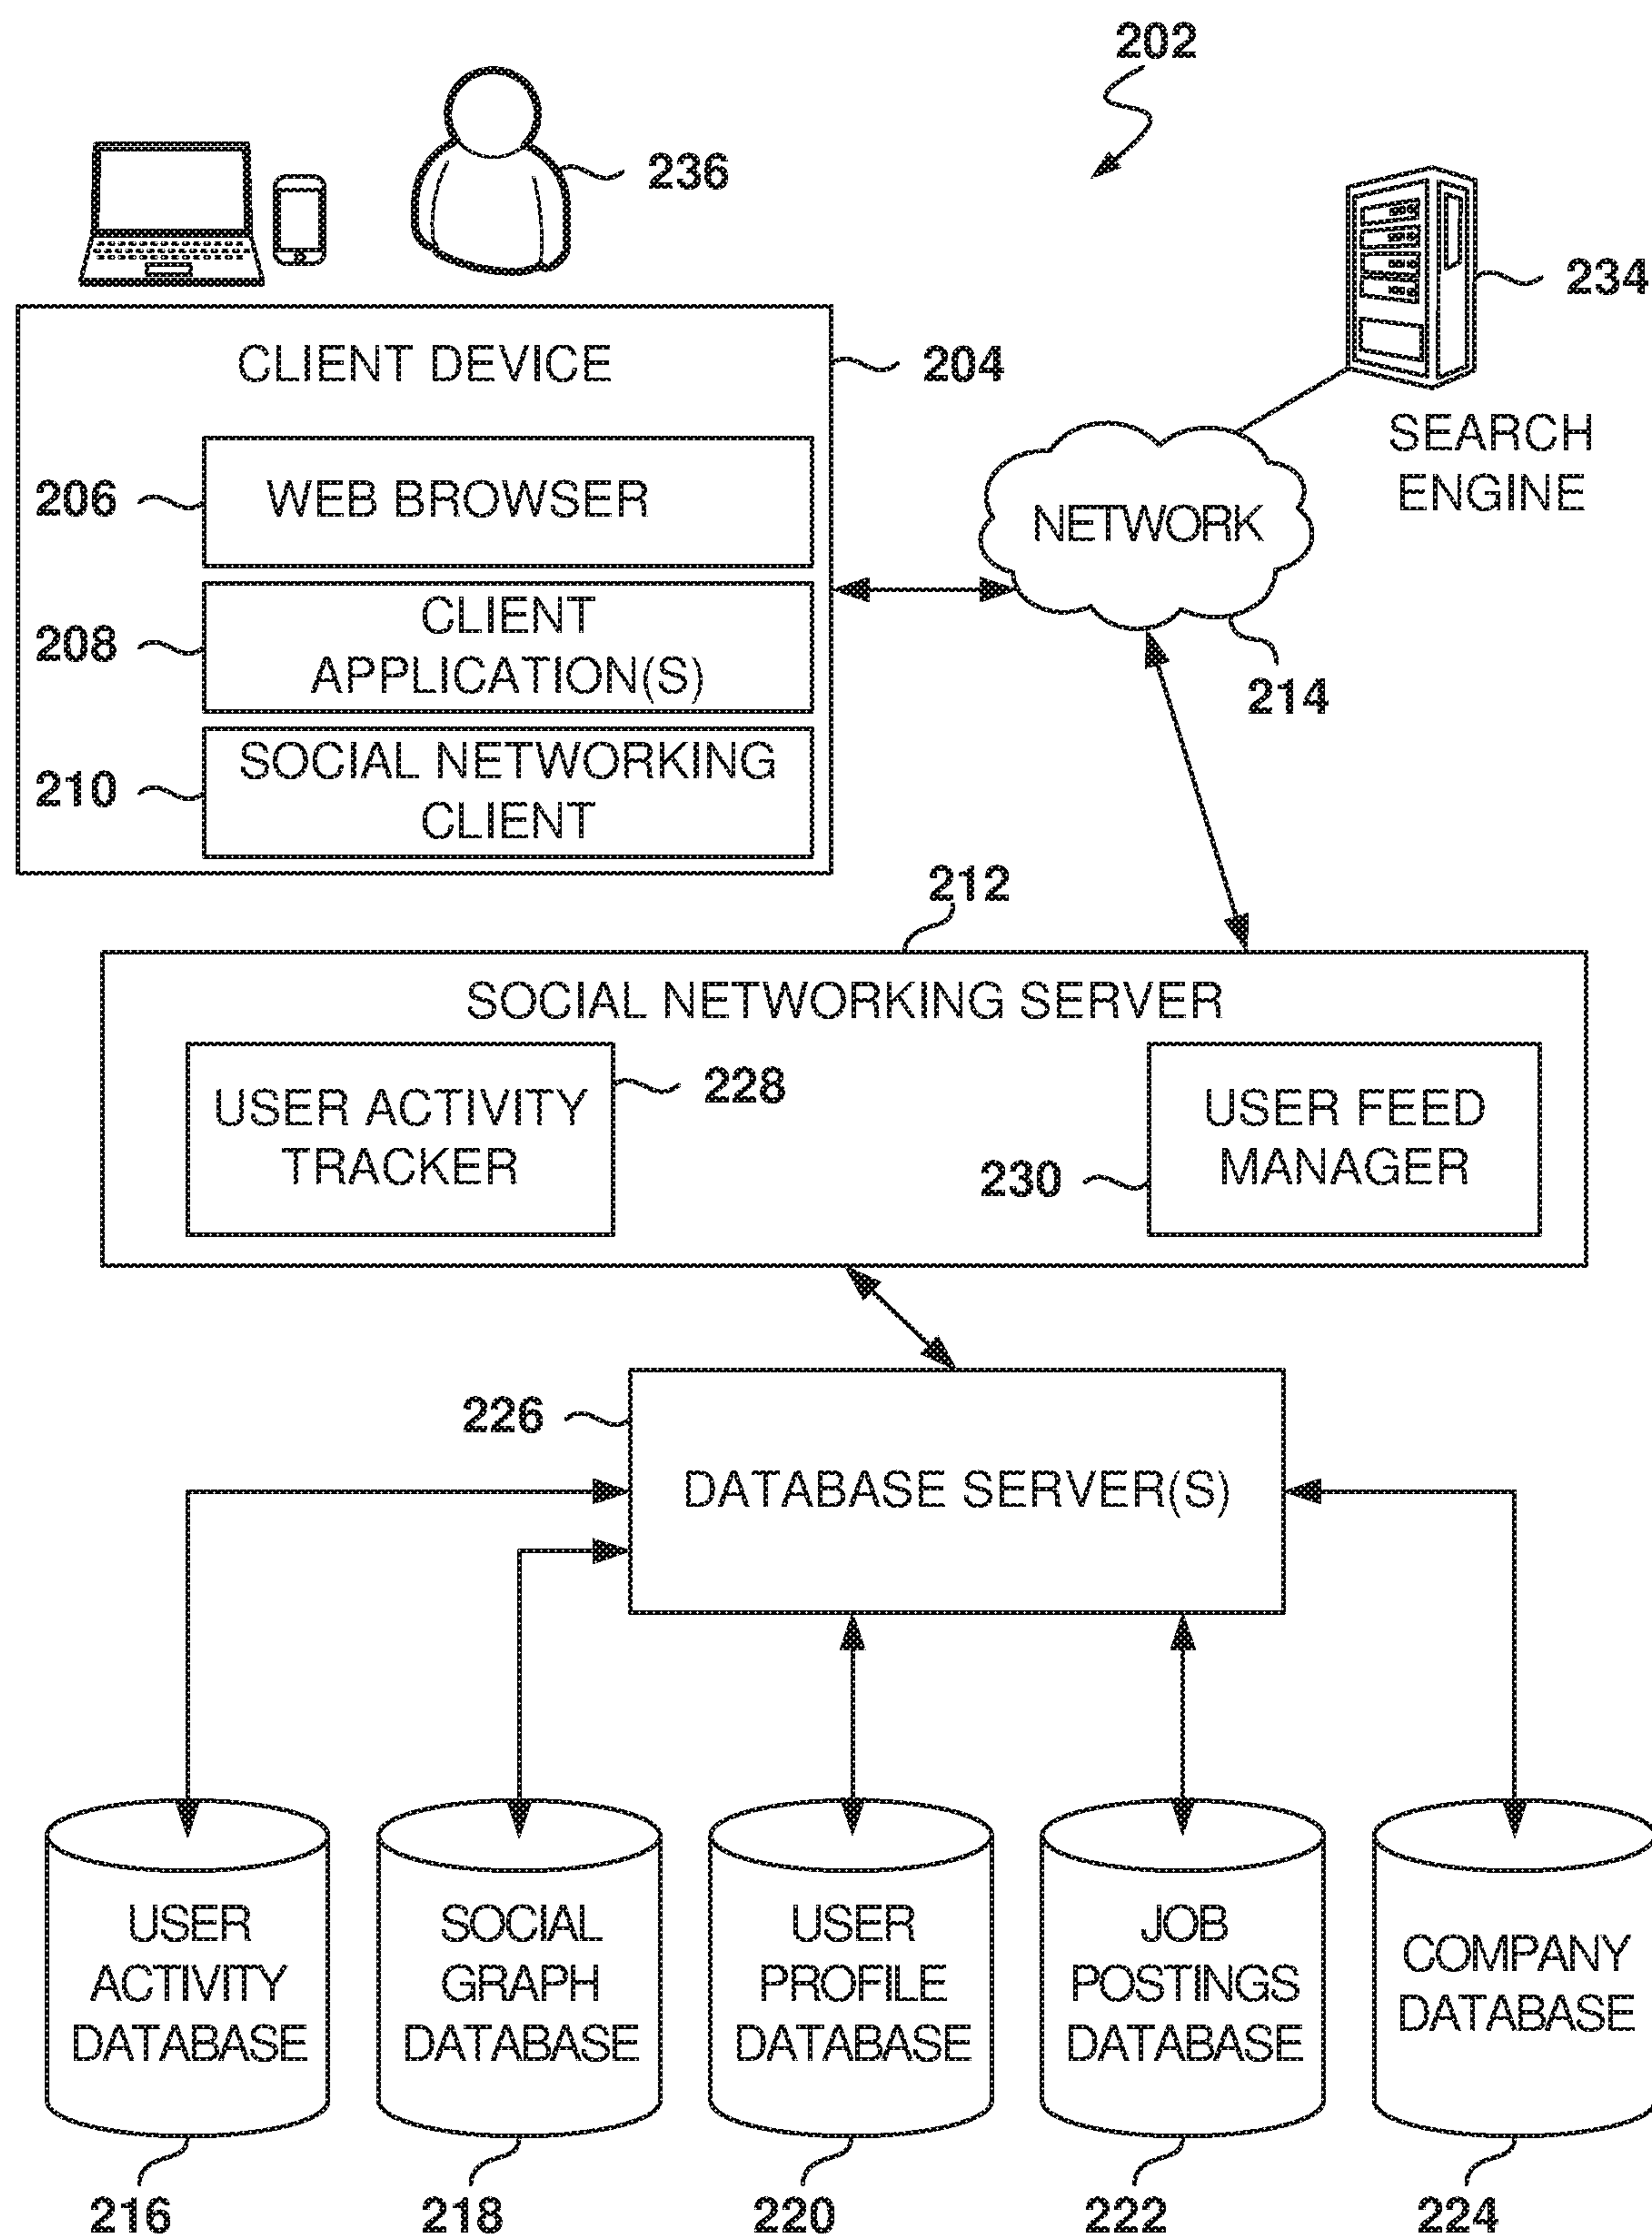 202
236
234
CLIENT DEVICE
204
SEARCH
ENGINE
206
WEB BROWSER
NETWORK
208
CLIENT
APPLICATION(S)
214
210
SOCIAL NETWORKING
CLIENT
212
SOCIAL NETWORKING SERVER
USER ACTIVITY
TRACKER
228
230
USER FEED
MANAGER
226
DATABASE SERVER(S)
USER
ACTIVITY
DATABASE
SOCIAL
GRAPH
DATABASE
USER
PROFILE
DATABASE
JOB
POSTINGS
DATABASE
COMPANY
DATABASE
216
218
220
222
224